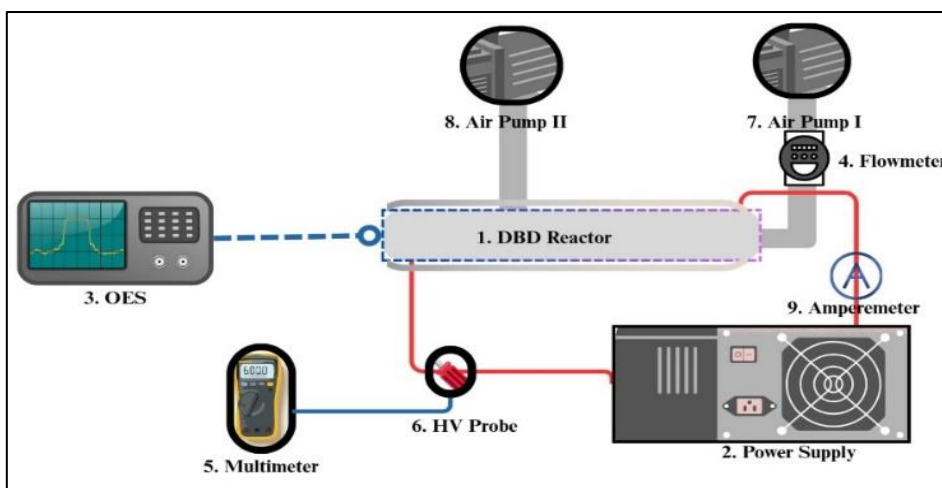 8. Air Pump II
7. Air Pump I
4. Flowmeter
1. DBD Reactor
3. OES
A
9. Amperemeter
6. HV Probe
5. Multimeter
2. Power Supply